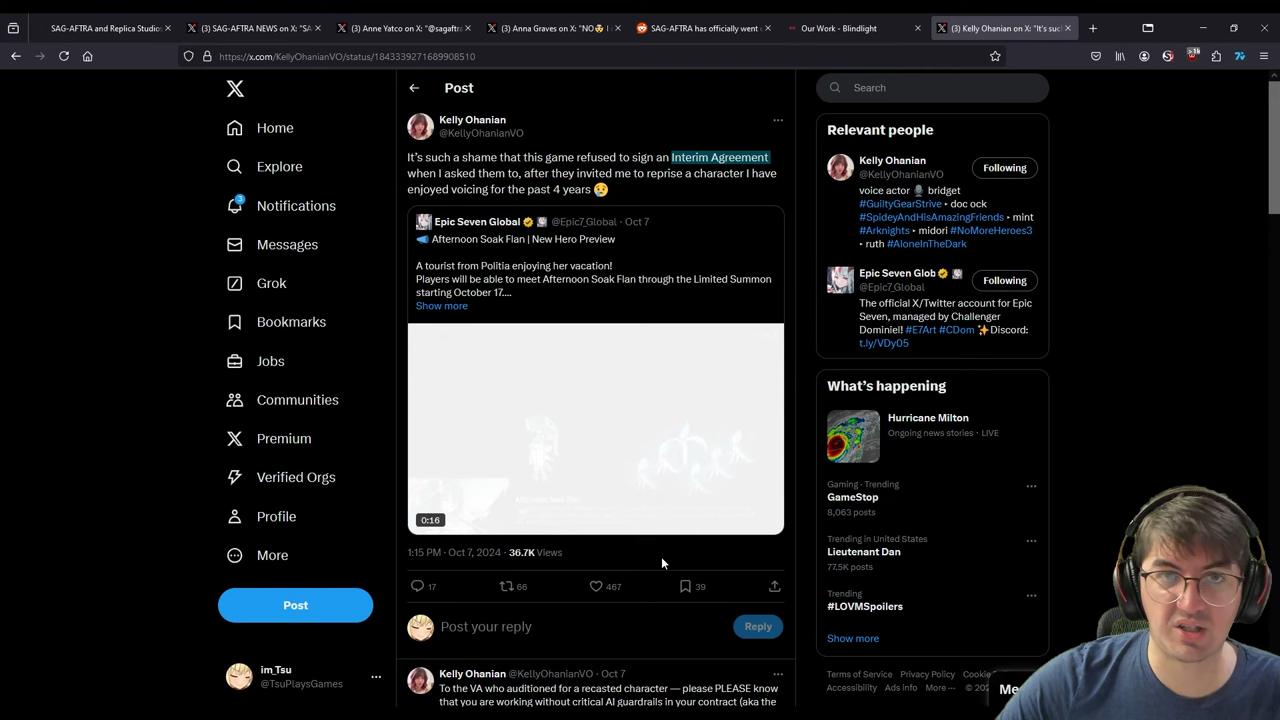 SAG-AFTRA and Replica Studios
(3) SAG-AFTRA NEWS on X: "SA
(3) Anne Yatco on X: "@sagaftra
(3) Anna Graves on X: "NO
SAG-AFTRA has officially went
Our Work - Blindlight
(3) Kelly Ohanian on X: "It's suc
https://x.com/KellyOhanianVO/status/1843339271689908510
Post
Search
Home
Explore
3
Notifications
Messages
Grok
Bookmarks
Jobs
Communities
Premium
Verified Orgs
Profile
More
Post
im_Tsu
@TsuPlaysGames
Kelly Ohanian
@KellyOhanianVO
It's such a shame that this game refused to sign an Interim Agreement
when I asked them to, after they invited me to reprise a character I have
enjoyed voicing for the past 4 years 😢
Epic Seven Global @Epic7_Global · Oct 7
Afternoon Soak Flan | New Hero Preview
A tourist from Politia enjoying her vacation!
Players will be able to meet Afternoon Soak Flan through the Limited Summon
starting October 17....
Show more
0:16
1:15 PM · Oct 7, 2024 · 36.7K Views
17
66
467
39
Post your reply
Reply
Kelly Ohanian @KellyOhanianVO · Oct 7
To the VA who auditioned for a recasted character — please PLEASE know
that you are working without critical AI guardrails in your contract (aka the
Relevant people
Kelly Ohanian
@KellyOhanianVO
Following
voice actor 🎙 bridget
#GuiltyGearStrive • doc ock
#SpideyAndHisAmazingFriends • mint
#Arknights • midori #NoMoreHeroes3
• ruth #AloneInTheDark
Epic Seven Glob
@Epic7_Global
Following
The official X/Twitter account for Epic
Seven, managed by Challenger
Dominiel! #E7Art #CDom ✨Discord:
t.ly/VDy05
What's happening
Hurricane Milton
Ongoing news stories · LIVE
Gaming · Trending
GameStop
8,063 posts
Trending in United States
Lieutenant Dan
77.5K posts
Trending
#LOVMSpoilers
Show more
Terms of Service Privacy Policy
Accessibility Ads info More ···